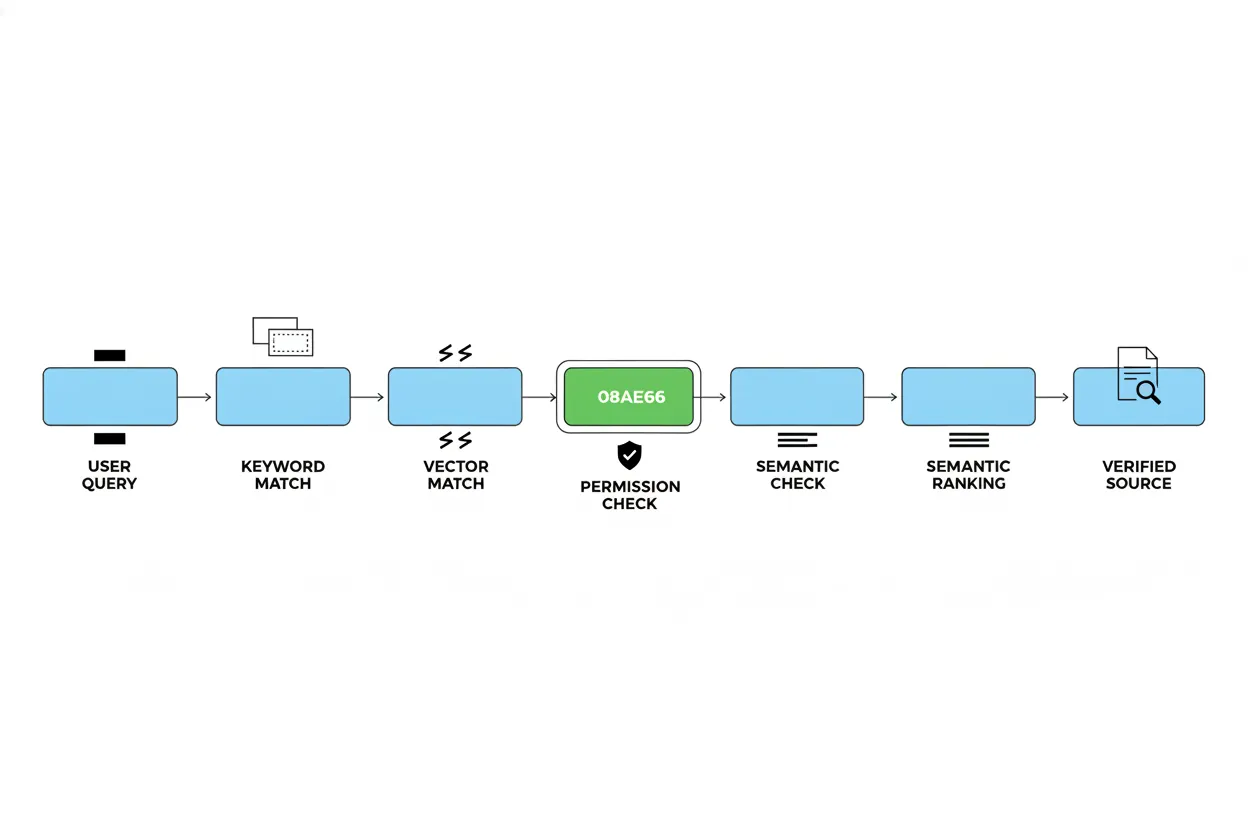 08AE66
USER
QUERY
KEYWORD
MATCH
VECTOR
MATCH
PERMISSION
CHECK
SEMANTIC
CHECK
SEMANTIC
RANKING
VERIFIED
SOURCE